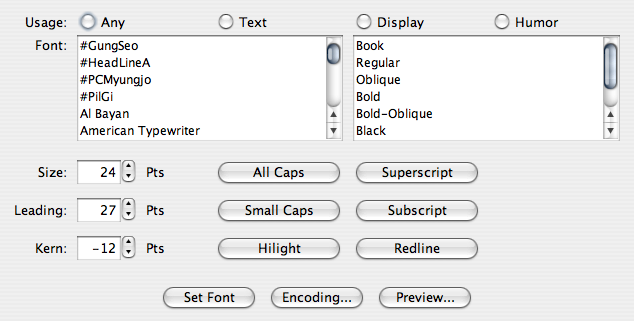 Usage: Any Text Display Humor
Font: #GungSeo Book
#HeadLineA Regular
#PCMyungjo Oblique
#PilGi Bold
Al Bayan Bold-Oblique
American Typewriter Black
Size: 24 Pts All Caps Superscript
Leading: 27 Pts Small Caps Subscript
Kern: -12 Pts Hilight Redline
Set Font Encoding... Preview...